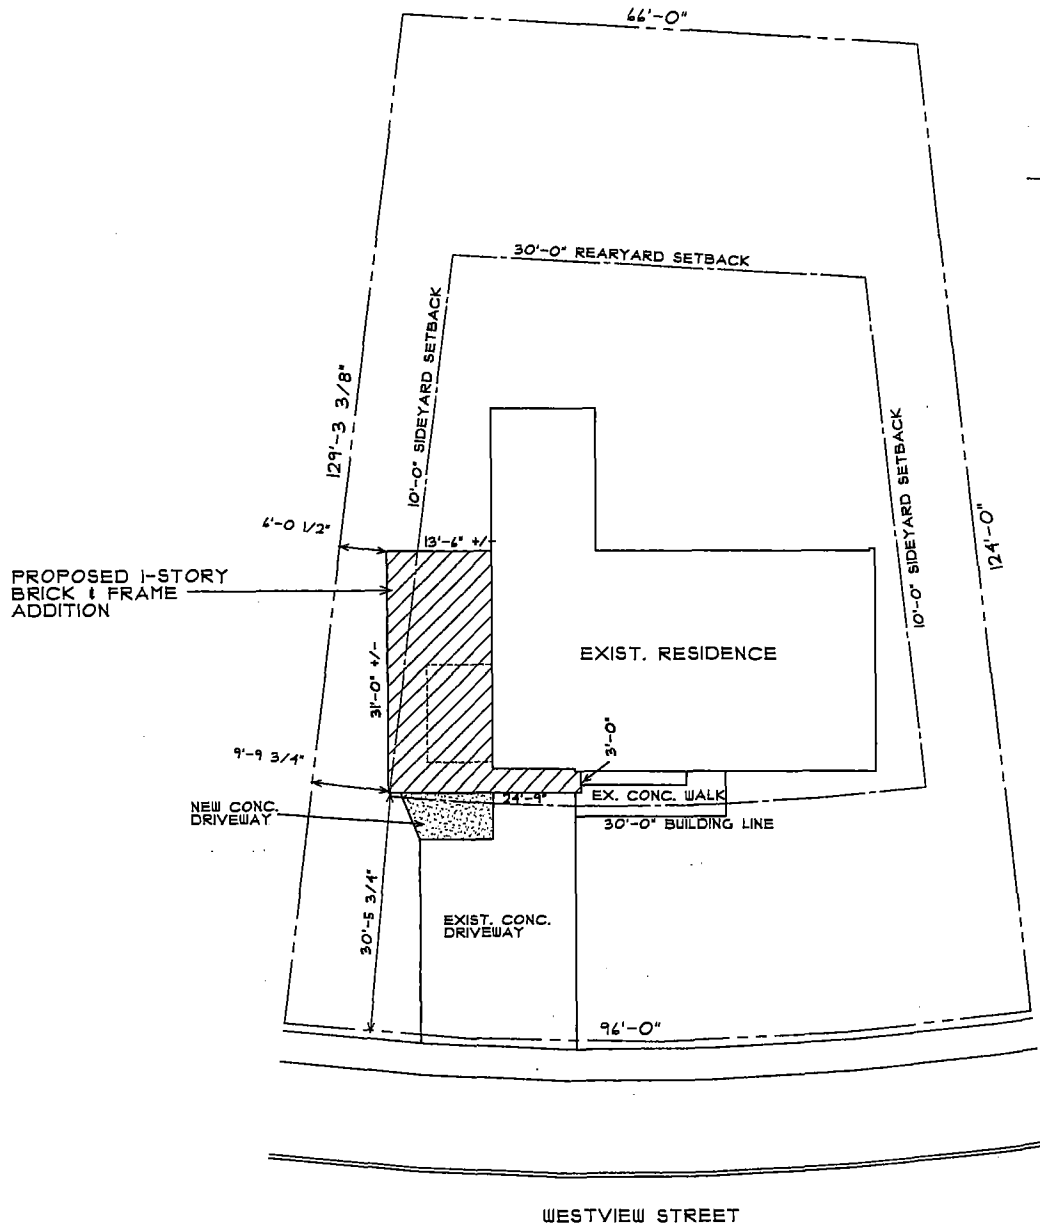 66'-0"
30'-0" REARYARD SETBACK
10'-0" SIDEYARD SETBACK
129'-3 3/8"
10'-0" SIDEYARD SETBACK
124'-0"
6'-0 1/2"
13'-6" +/-
PROPOSED 1-STORY
BRICK & FRAME
ADDITION
EXIST. RESIDENCE
31'-0" +/-
3'-0"
9'-9 3/4"
NEW CONC.
DRIVEWAY
24'-9"
EX. CONC. WALK
30'-0" BUILDING LINE
30'-5 3/4"
EXIST. CONC.
DRIVEWAY
96'-0"
WESTVIEW STREET